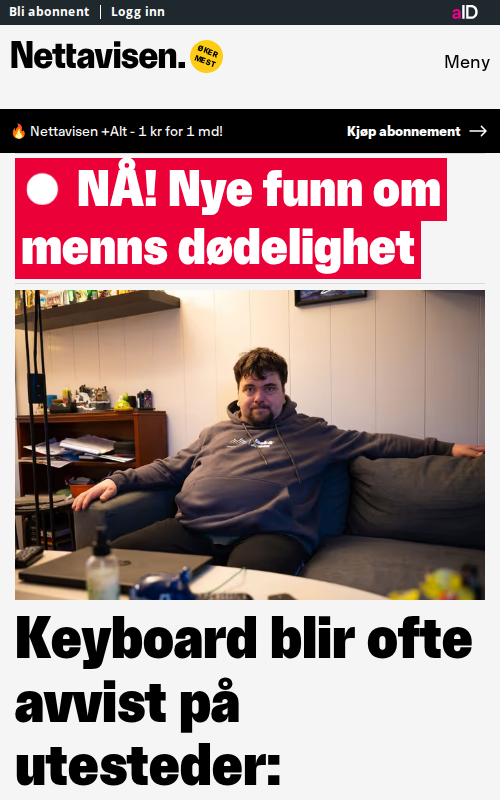 Bli abonnent
Logg inn
aID
Nettavisen.
ØKER
MEST
Meny
🔥 Nettavisen +Alt - 1 kr for 1 md!
Kjøp abonnement →
NÅ! Nye funn om
menns dødelighet
Keyboard blir ofte
avvist på
utesteder: